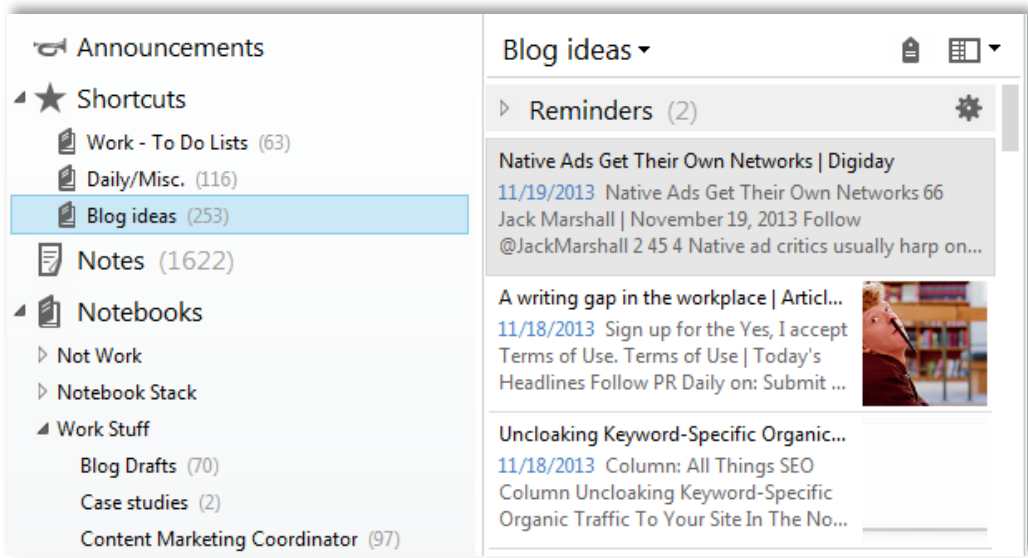 Announcements
Shortcuts
Work - To Do Lists (63)
Daily/Misc. (116)
Blog ideas (253)
Notes (1622)
Notebooks
Not Work
Notebook Stack
Work Stuff
Blog Drafts (70)
Case studies (2)
Content Marketing Coordinator (97)
Blog ideas
Reminders (2)
Native Ads Get Their Own Networks | Digiday
11/19/2013 Native Ads Get Their Own Networks 66
Jack Marshall | November 19, 2013 Follow
@JackMarshall 2 45 4 Native ad critics usually harp on...
A writing gap in the workplace | Articl...
11/18/2013 Sign up for the Yes, I accept
Terms of Use. Terms of Use | Today's
Headlines Follow PR Daily on: Submit ...
Uncloaking Keyword-Specific Organic...
11/18/2013 Column: All Things SEO
Column Uncloaking Keyword-Specific
Organic Traffic To Your Site In The No...